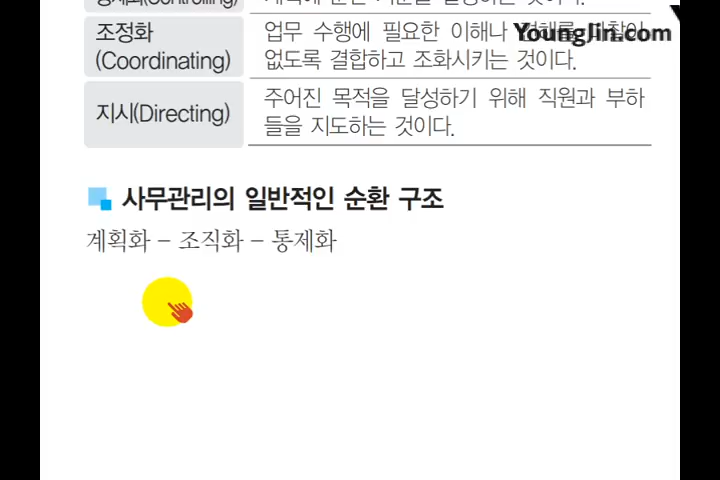 조정화
(Coordinating)
업무 수행에 필요한 이해나
없도록 결합하고 조화시키는 것이다.
YoungJin.com
지시(Directing)
주어진 목적을 달성하기 위해 직원과 부하
들을 지도하는 것이다.
사무관리의 일반적인 순환 구조
계획화 – 조직화 – 통제화